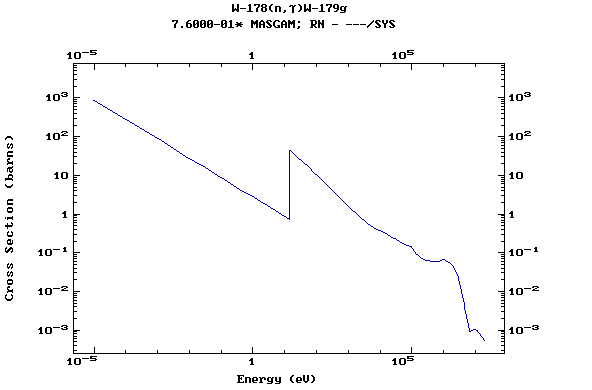 W-178(n,γ)W-179g
7.6000-01* MASGAM; RN - ---/SYS
10⁻⁵ 1 10⁵
10³ 10³
10² 10²
10 10
1 1
10⁻¹ 10⁻¹
10⁻² 10⁻²
10⁻³ 10⁻³
10⁻⁵ 1 10⁵
Cross Section (barns)
Energy (eV)